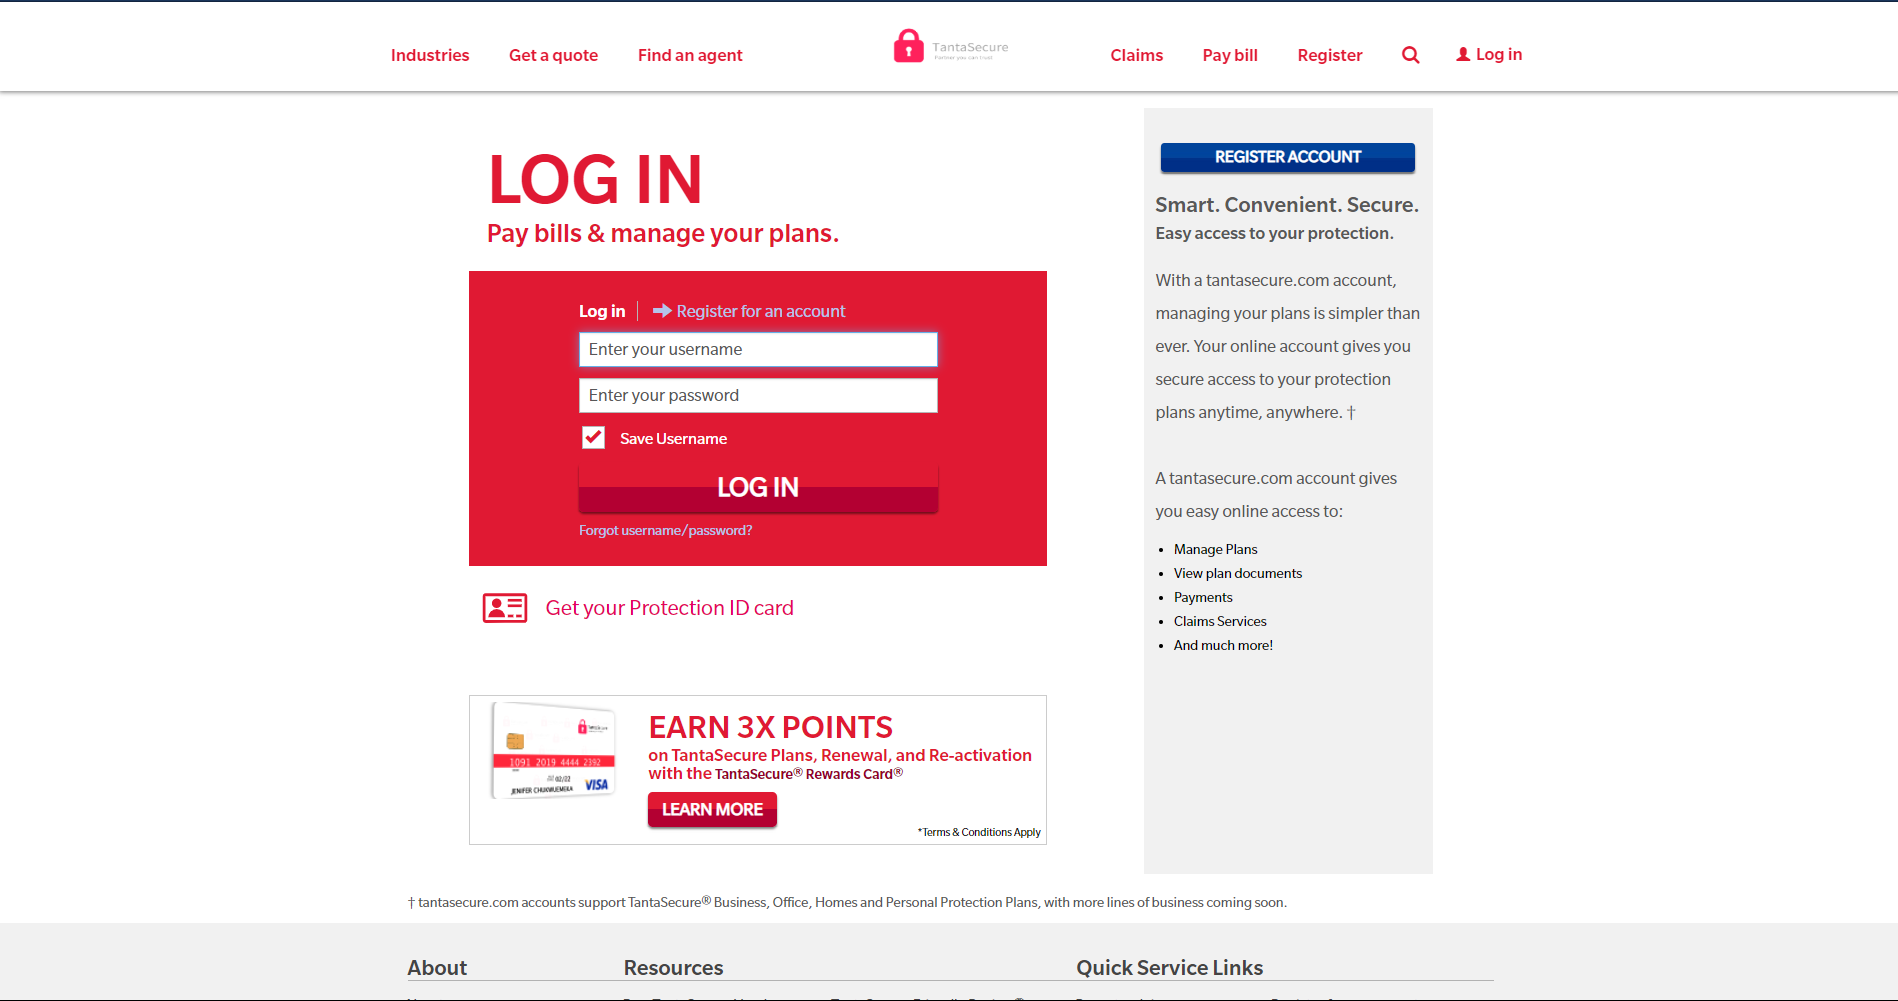 Industries
Get a quote
Find an agent
TantaSecure
Partner you can trust
Claims
Pay bill
Register
Log in
LOG IN
Pay bills & manage your plans.
Log in
Register for an account
Enter your username
Enter your password
Save Username
LOG IN
Forgot username/password?
Get your Protection ID card
TantaSecure
1091 2019 4444 2392
02/22
JENIFER CHUKWUEMEKA
VISA
EARN 3X POINTS
on TantaSecure Plans, Renewal, and Re-activation
with the TantaSecure® Rewards Card®
LEARN MORE
*Terms & Conditions Apply
REGISTER ACCOUNT
Smart. Convenient. Secure.
Easy access to your protection.
With a tantasecure.com account,
managing your plans is simpler than
ever. Your online account gives you
secure access to your protection
plans anytime, anywhere. †
A tantasecure.com account gives
you easy online access to:
• Manage Plans
• View plan documents
• Payments
• Claims Services
• And much more!
† tantasecure.com accounts support TantaSecure® Business, Office, Homes and Personal Protection Plans, with more lines of business coming soon.
About
Resources
Quick Service Links